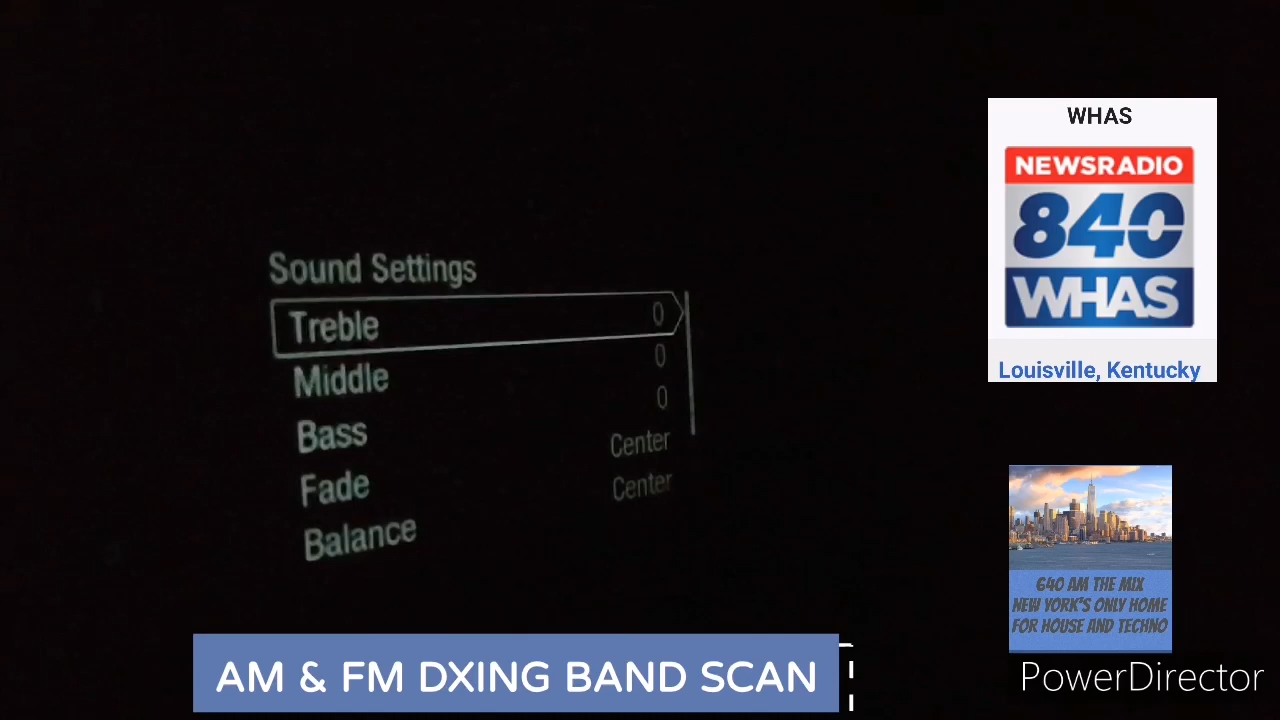 Sound Settings
Treble 0
Middle 0
Bass 0
Fade Center
Balance Center
WHAS
NEWSRADIO
840
WHAS
Louisville, Kentucky
640 AM THE MIX
NEW YORK'S ONLY HOME
FOR HOUSE AND TECHNO
AM & FM DXING BAND SCAN
PowerDirector